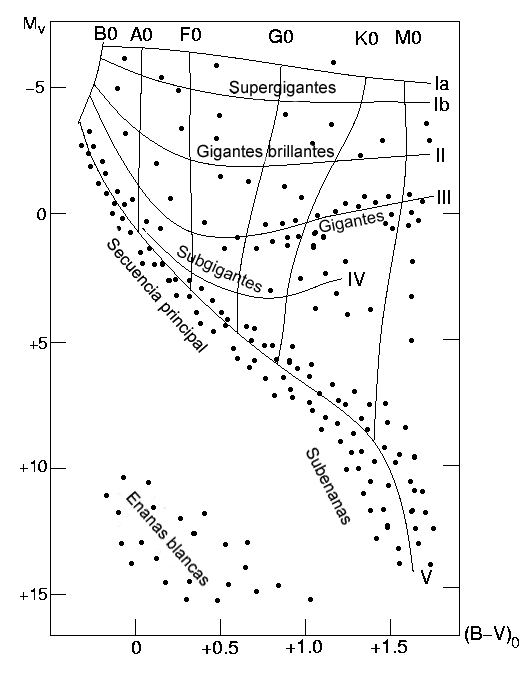 Mv
B0 A0 F0 G0 K0 M0
−5
Ia
Supergigantes
Ib
Gigantes brillantes
II
III
0
Gigantes
Subgigantes
IV
Secuencia principal
+5
+10
Subenanas
Enanas blancas
V
+15
0 +0.5 +1.0 +1.5 (B−V)0